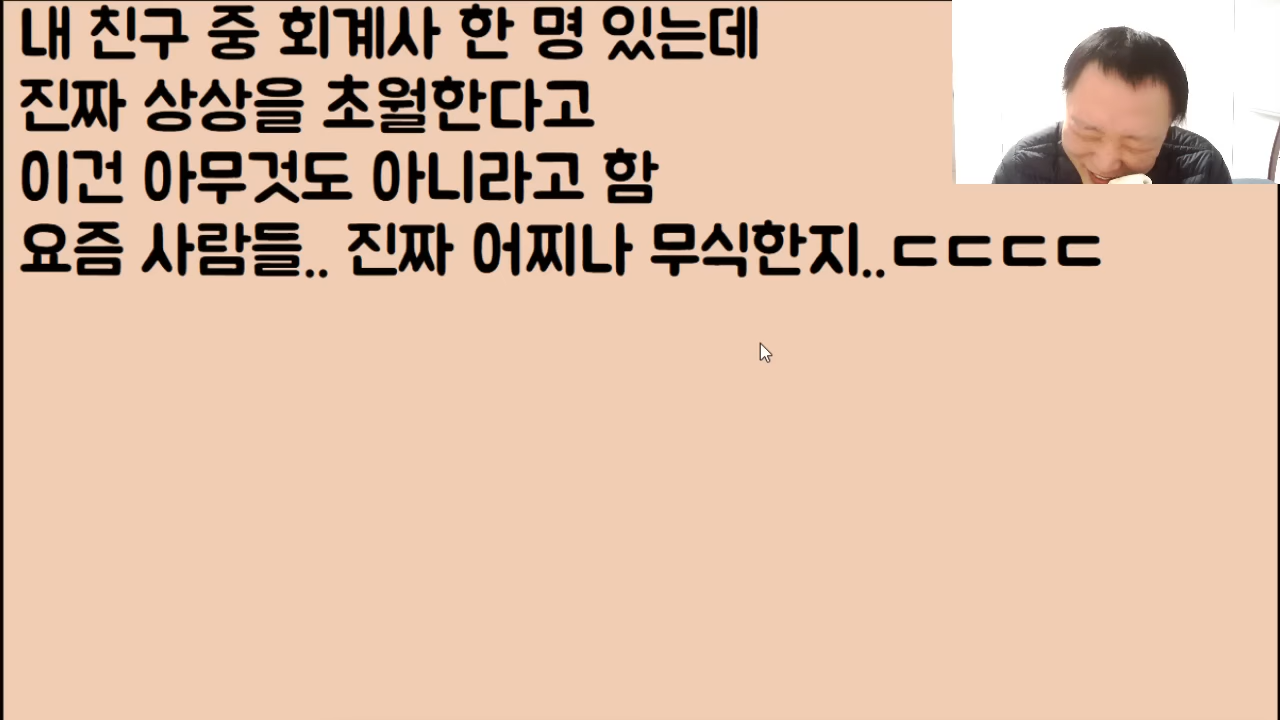 내 친구 중 회계사 한 명 있는데
진짜 상상을 초월한다고
이건 아무것도 아니라고 함
요즘 사람들.. 진짜 어찌나 무식한지..ㄷㄷㄷㄷ